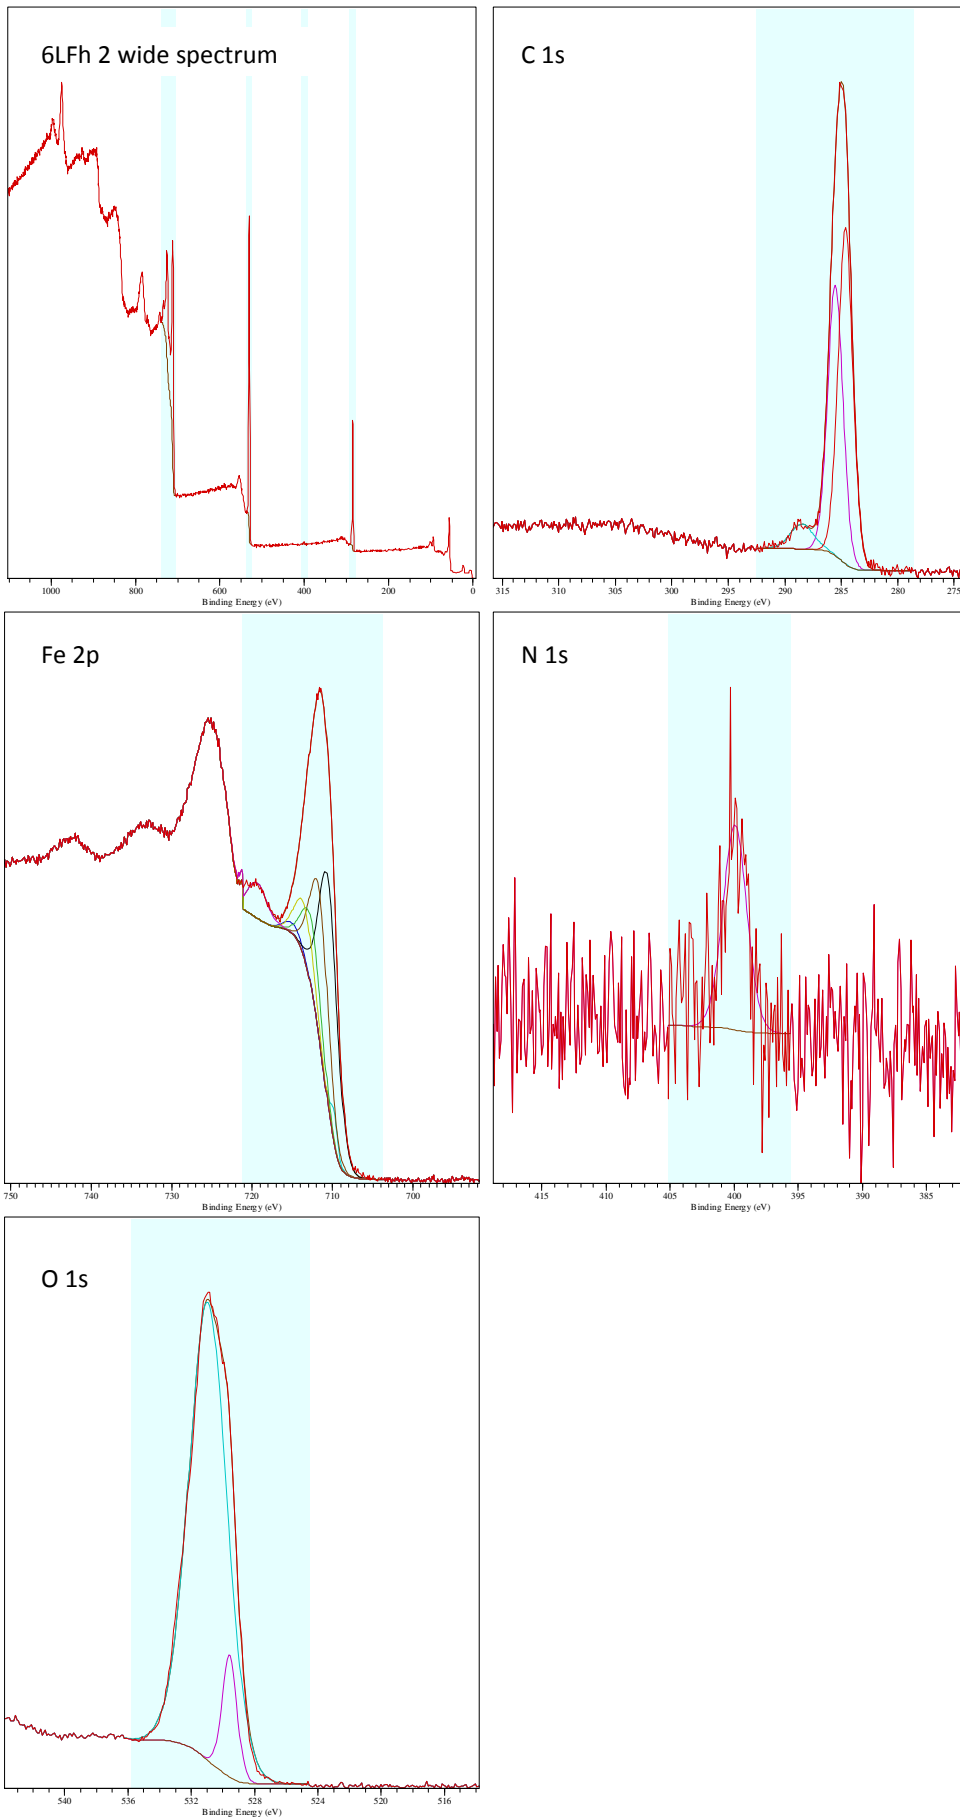 6LFh 2 wide spectrum
1000 800 600 400 200 0
Binding Energy (eV)
C 1s
315 310 305 300 295 290 285 280 275
Binding Energy (eV)
Fe 2p
750 740 730 720 710 700
Binding Energy (eV)
N 1s
415 410 405 400 395 390 385
Binding Energy (eV)
O 1s
540 536 532 528 524 520 516
Binding Energy (eV)